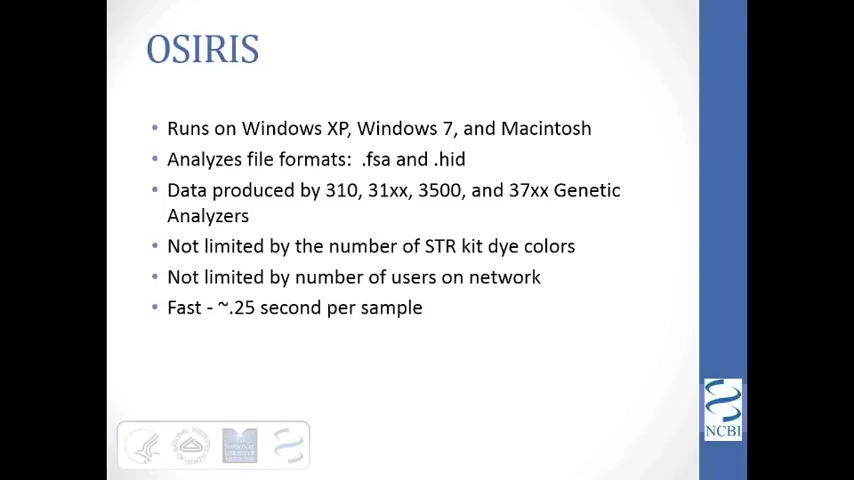 OSIRIS
• Runs on Windows XP, Windows 7, and Macintosh
• Analyzes file formats:  .fsa and .hid
• Data produced by 310, 31xx, 3500, and 37xx Genetic
Analyzers
• Not limited by the number of STR kit dye colors
• Not limited by number of users on network
• Fast - ~.25 second per sample
NCBI